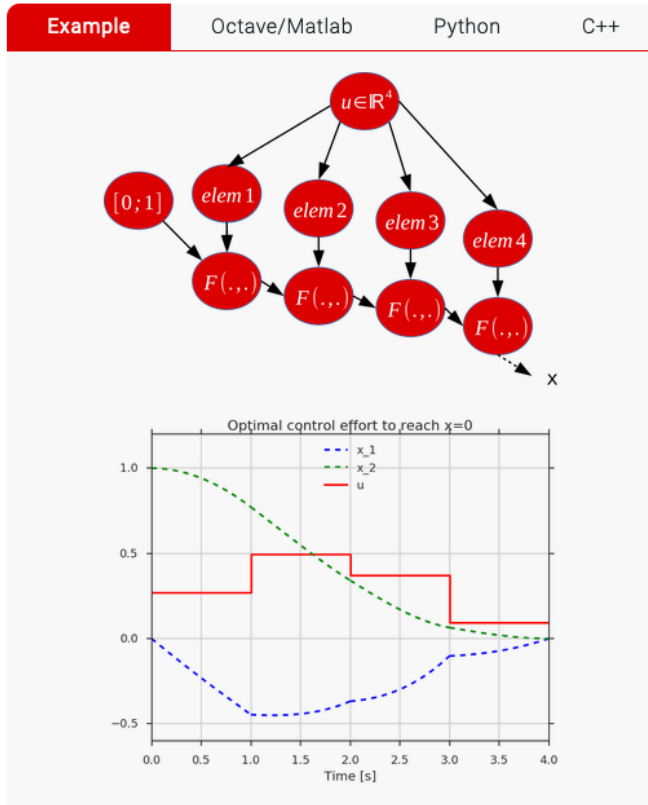 Example Octave/Matlab Python C++
u∈ℝ⁴
[0;1] elem 1 elem 2 elem 3 elem 4
F(.,.) F(.,.) F(.,.) F(.,.)
x
Optimal control effort to reach x=0
x_1
x_2
u
1.0
0.5
0.0
−0.5
0.0 0.5 1.0 1.5 2.0 2.5 3.0 3.5 4.0
Time [s]